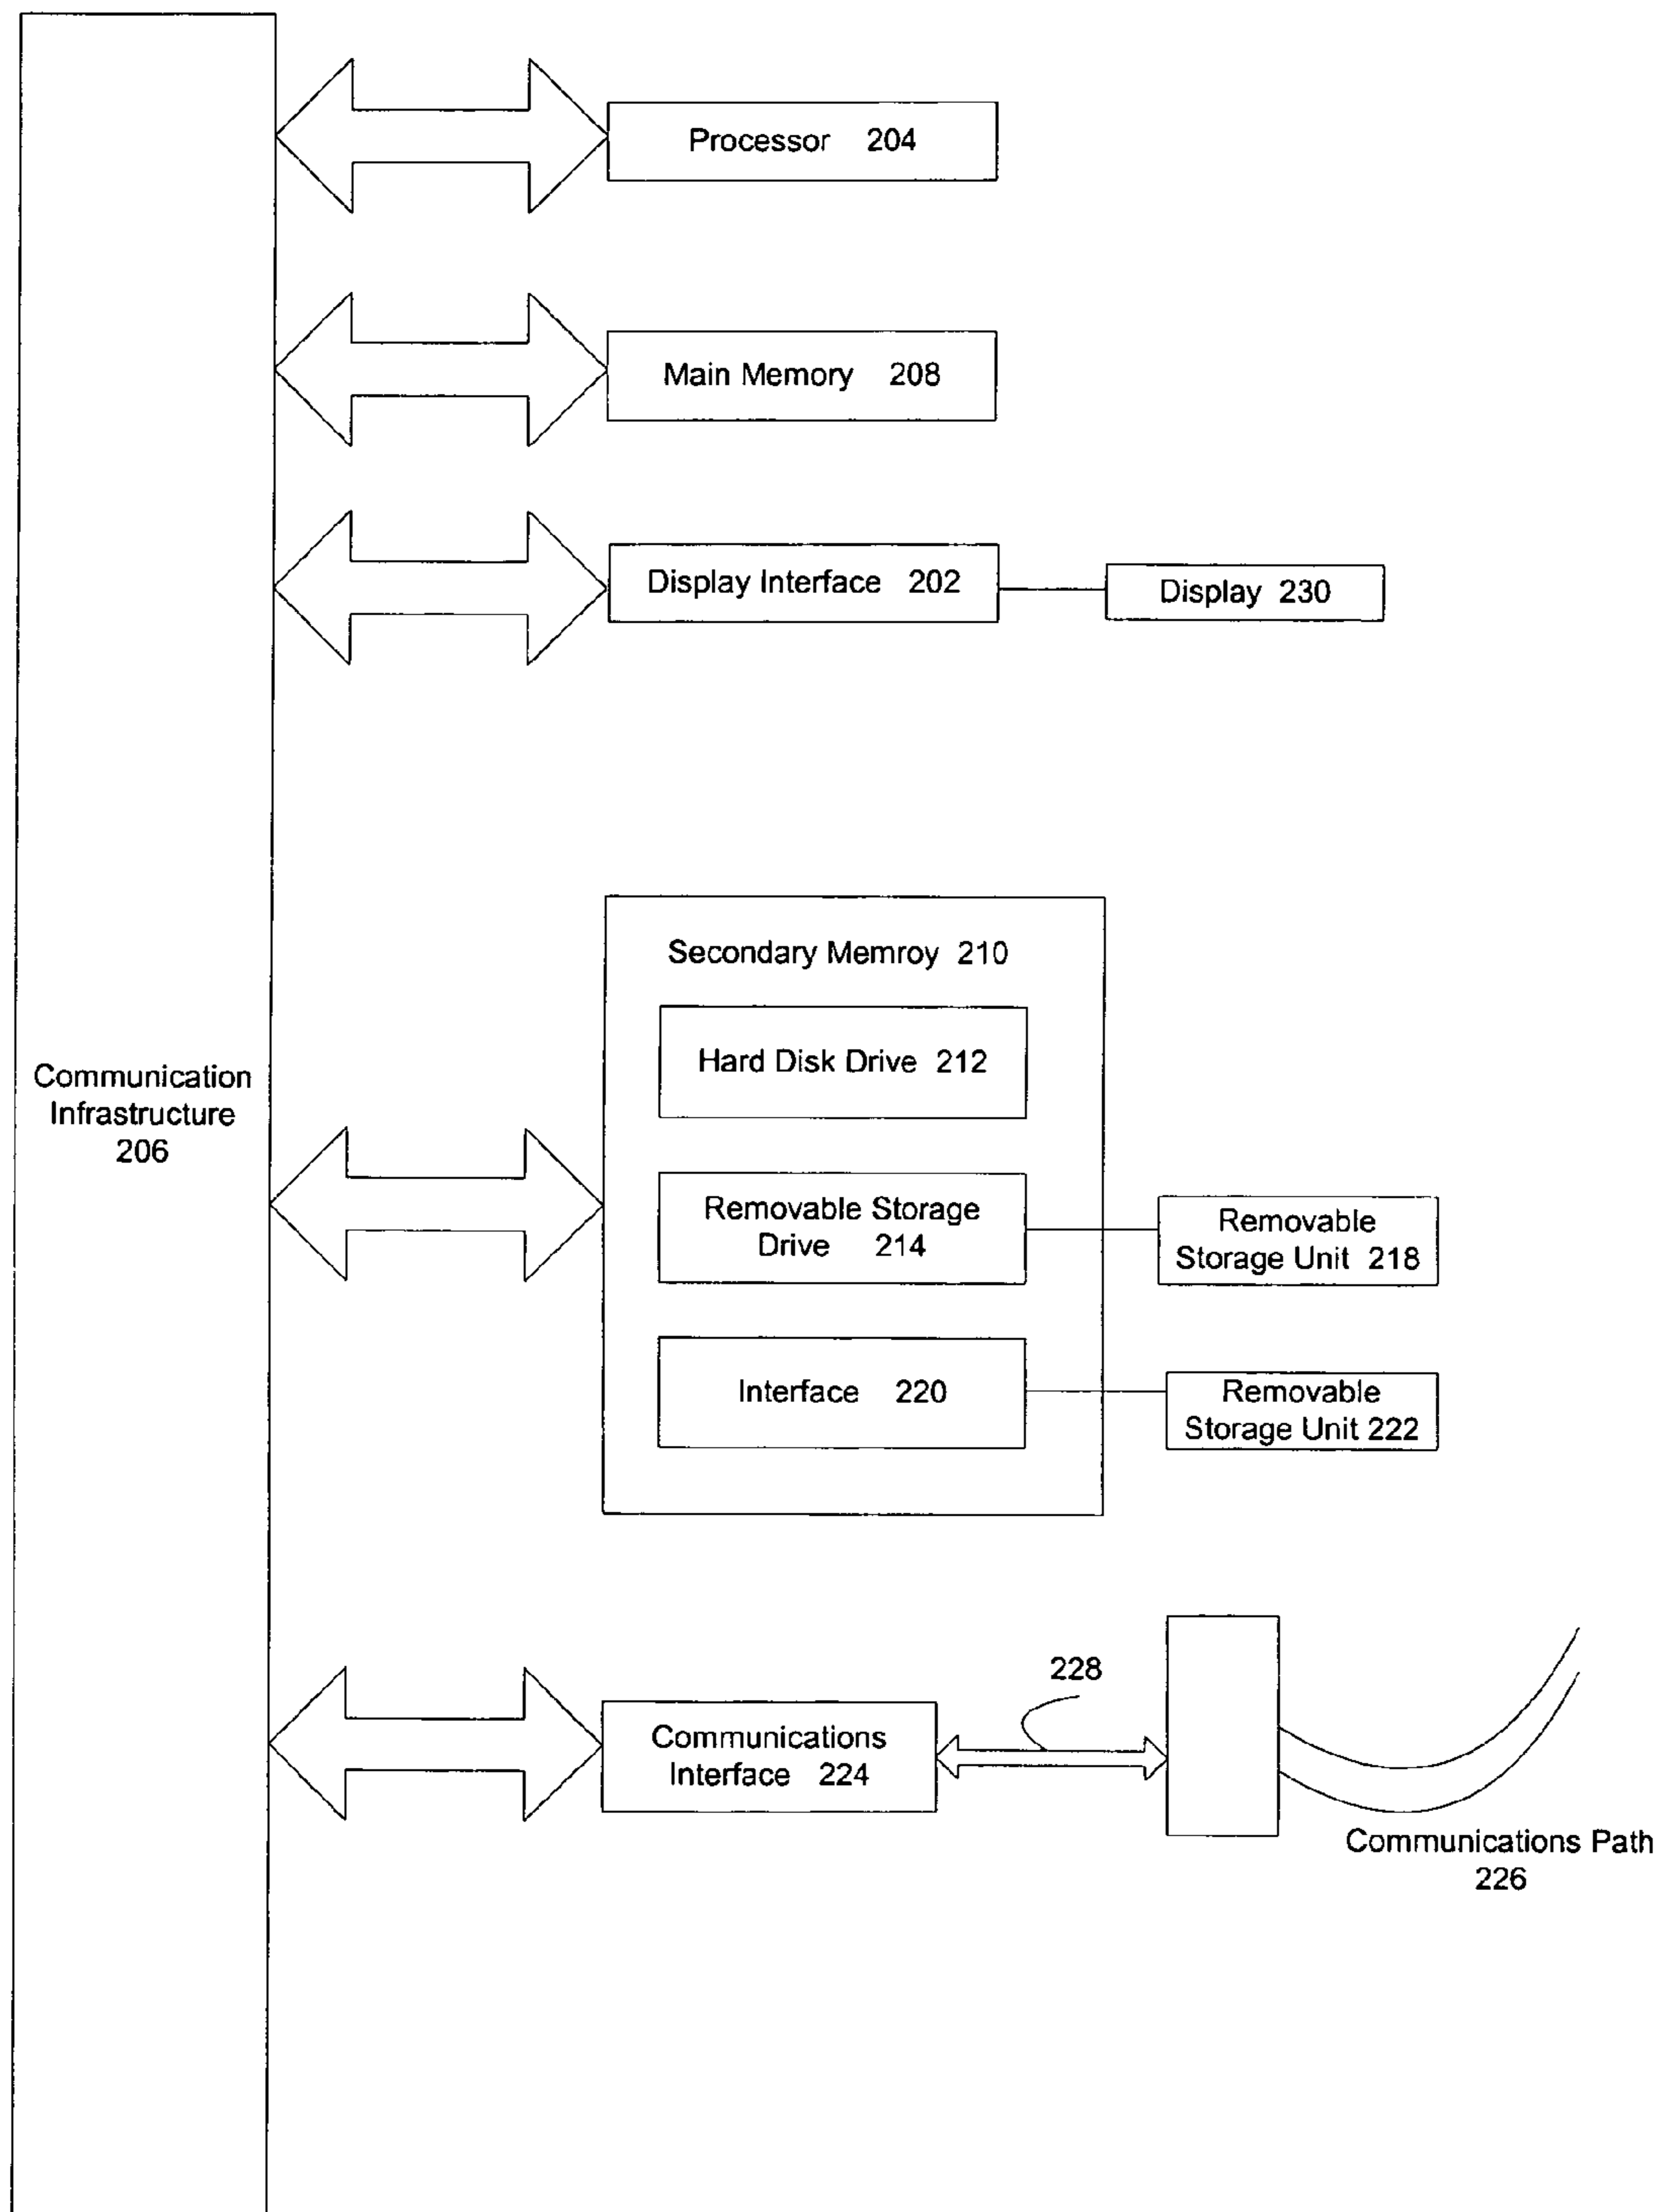 Processor 204
Main Memory 208
Display Interface 202
Display 230
Secondary Memroy 210
Hard Disk Drive 212
Communication
Infrastructure
206
Removable Storage
Drive 214
Removable
Storage Unit 218
Interface 220
Removable
Storage Unit 222
228
Communications
Interface 224
Communications Path
226